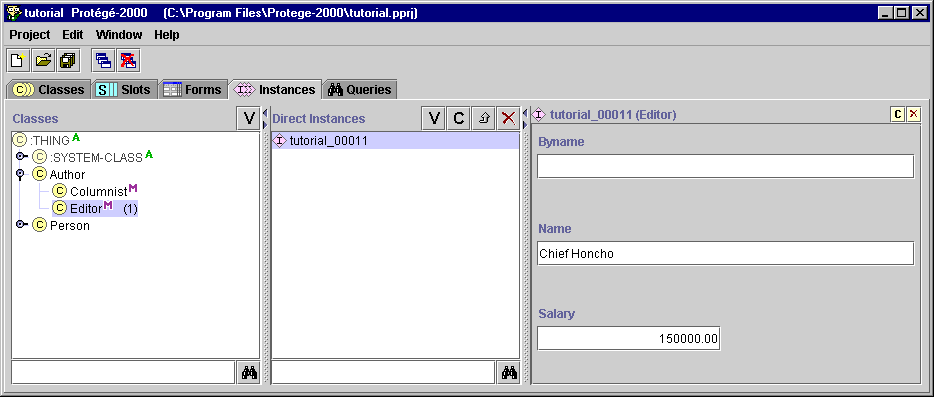 tutorial Protégé-2000 (C:\Program Files\Protege-2000\tutorial.pprj)
Project Edit Window Help
C Classes S Slots Forms I Instances Queries
Classes V
C :THING A
C :SYSTEM-CLASS A
C Author
C Columnist M
C Editor M (1)
C Person
Direct Instances V C
I tutorial_00011
I tutorial_00011 (Editor) C
Byname
Name
Chief Honcho
Salary
150000.00